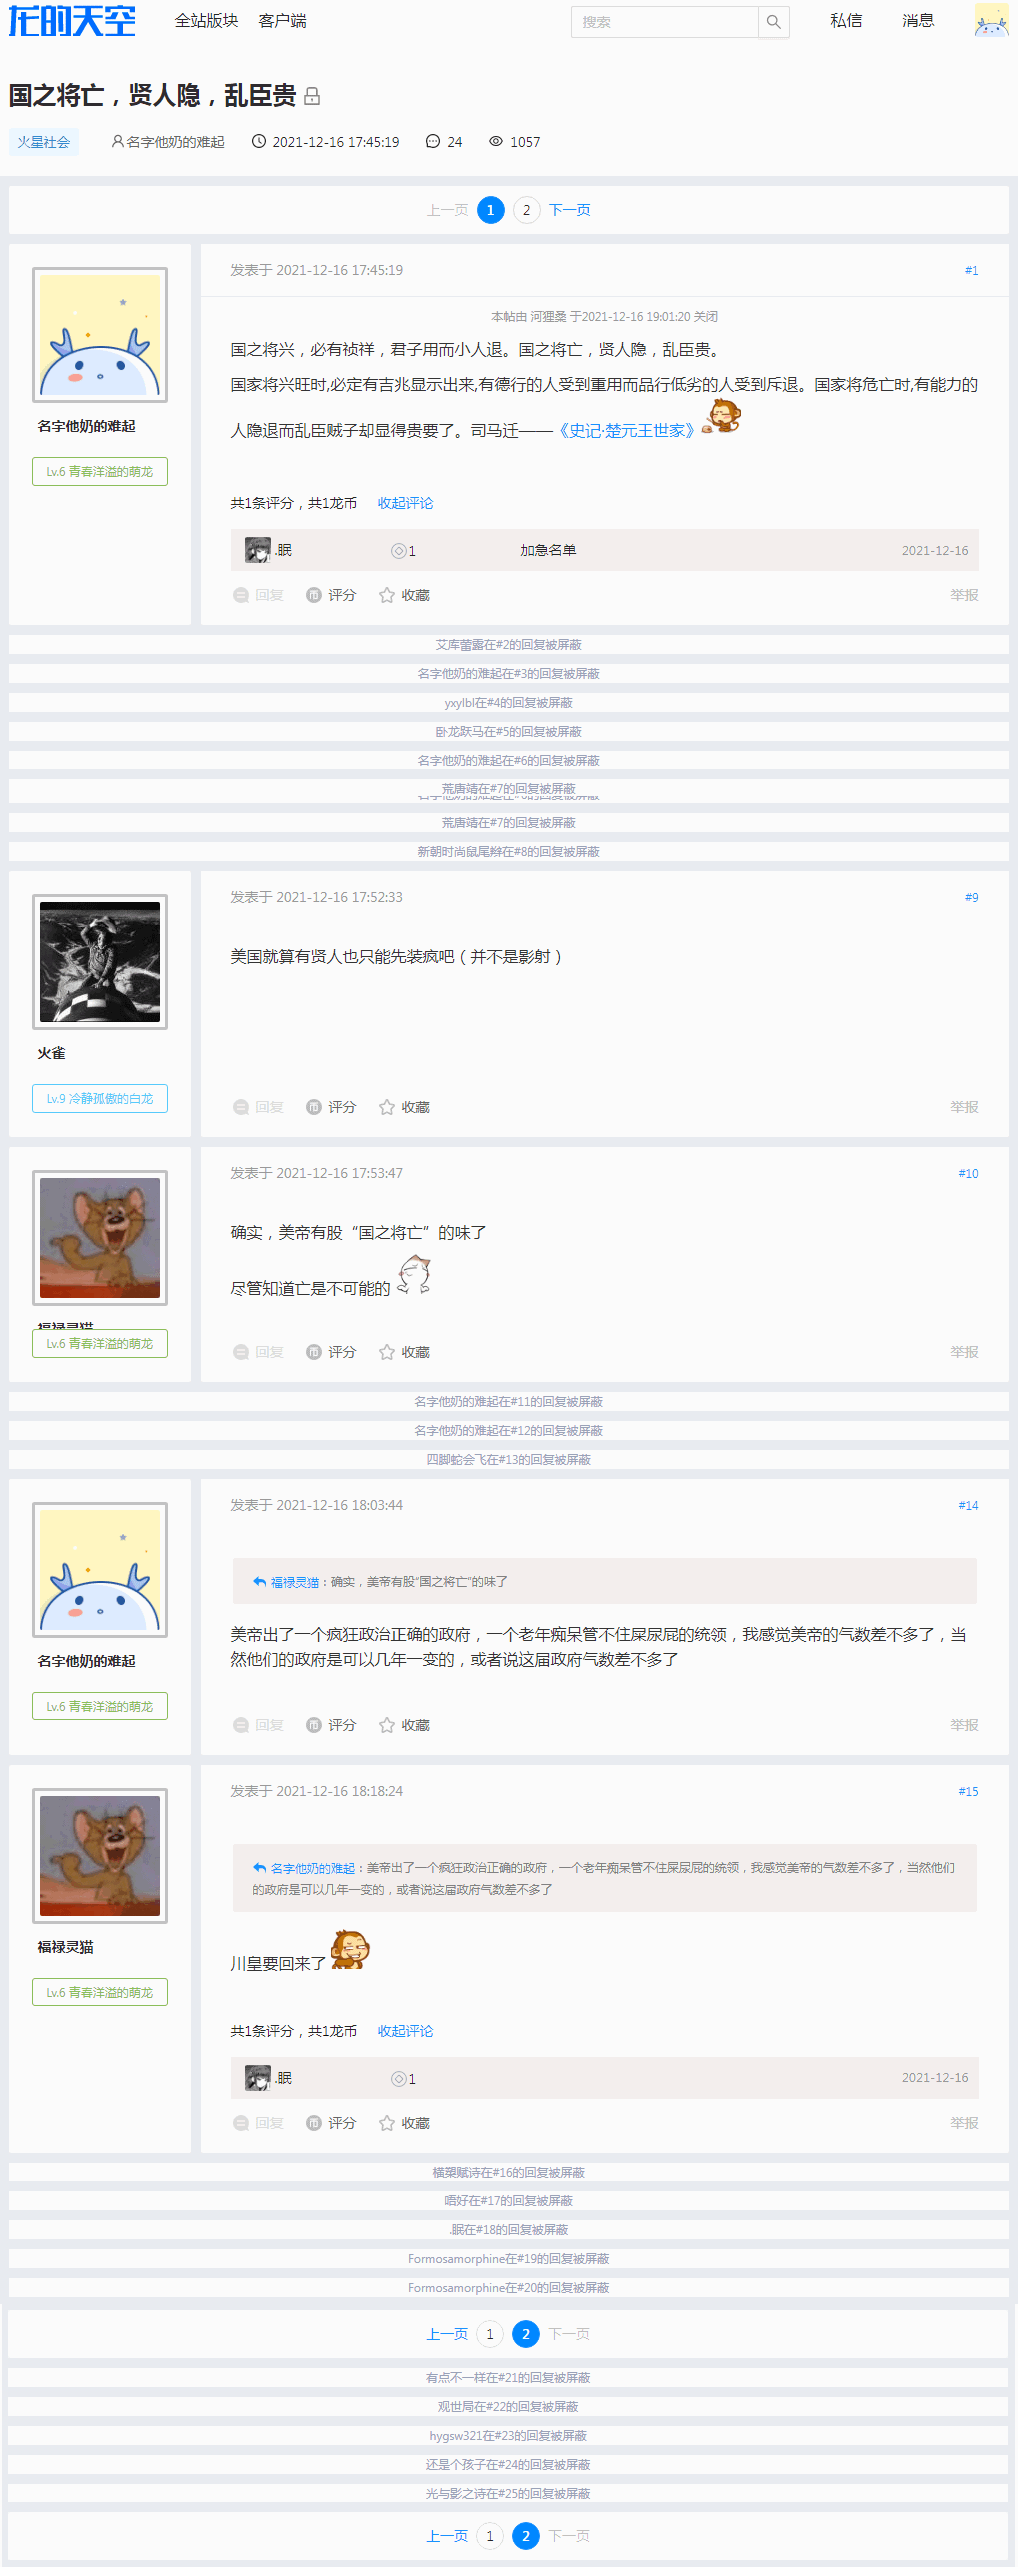 龙的天空
全站版块 客户端 搜索 私信 消息
国之将亡，贤人隐，乱臣贵
火星社会 名字他奶的难起 2021-12-16 17:45:19 24 1057
上一页 1 2 下一页
发表于 2021-12-16 17:45:19 #1
本帖由 河狸桑 于2021-12-16 19:01:20 关闭
国之将兴，必有祯祥，君子用而小人退。国之将亡，贤人隐，乱臣贵。
国家将兴旺时,必定有吉兆显示出来,有德行的人受到重用而品行低劣的人受到斥退。国家将危亡时,有能力的
人隐退而乱臣贼子却显得贵要了。司马迁——《史记·楚元王世家》
名字他奶的难起
Lv.6 青春洋溢的萌龙
共1条评分，共1龙币 收起评论
.眠 1 加急名单 2021-12-16
回复 评分 收藏 举报
艾库蕾露在#2的回复被屏蔽
名字他奶的难起在#3的回复被屏蔽
yxylbl在#4的回复被屏蔽
卧龙跃马在#5的回复被屏蔽
名字他奶的难起在#6的回复被屏蔽
荒唐靖在#7的回复被屏蔽
荒唐靖在#7的回复被屏蔽
新朝时尚鼠尾辫在#8的回复被屏蔽
发表于 2021-12-16 17:52:33 #9
美国就算有贤人也只能先装疯吧（并不是影射）
火雀
Lv.9 冷静孤傲的白龙
回复 评分 收藏 举报
发表于 2021-12-16 17:53:47 #10
确实，美帝有股“国之将亡”的味了
尽管知道亡是不可能的
福禄灵猫
Lv.6 青春洋溢的萌龙
回复 评分 收藏 举报
名字他奶的难起在#11的回复被屏蔽
名字他奶的难起在#12的回复被屏蔽
四脚蛇会飞在#13的回复被屏蔽
发表于 2021-12-16 18:03:44 #14
福禄灵猫：确实，美帝有股“国之将亡”的味了
美帝出了一个疯狂政治正确的政府，一个老年痴呆管不住屎尿屁的统领，我感觉美帝的气数差不多了，当
然他们的政府是可以几年一变的，或者说这届政府气数差不多了
名字他奶的难起
Lv.6 青春洋溢的萌龙
回复 评分 收藏 举报
发表于 2021-12-16 18:18:24 #15
名字他奶的难起：美帝出了一个疯狂政治正确的政府，一个老年痴呆管不住屎尿屁的统领，我感觉美帝的气数差不多了，当然他们
的政府是可以几年一变的，或者说这届政府气数差不多了
川皇要回来了
福禄灵猫
Lv.6 青春洋溢的萌龙
共1条评分，共1龙币 收起评论
.眠 1 2021-12-16
回复 评分 收藏 举报
横槊赋诗在#16的回复被屏蔽
唔好在#17的回复被屏蔽
.眠在#18的回复被屏蔽
Formosamorphine在#19的回复被屏蔽
Formosamorphine在#20的回复被屏蔽
上一页 1 2 下一页
有点不一样在#21的回复被屏蔽
观世局在#22的回复被屏蔽
hygsw321在#23的回复被屏蔽
还是个孩子在#24的回复被屏蔽
光与影之诗在#25的回复被屏蔽
上一页 1 2 下一页